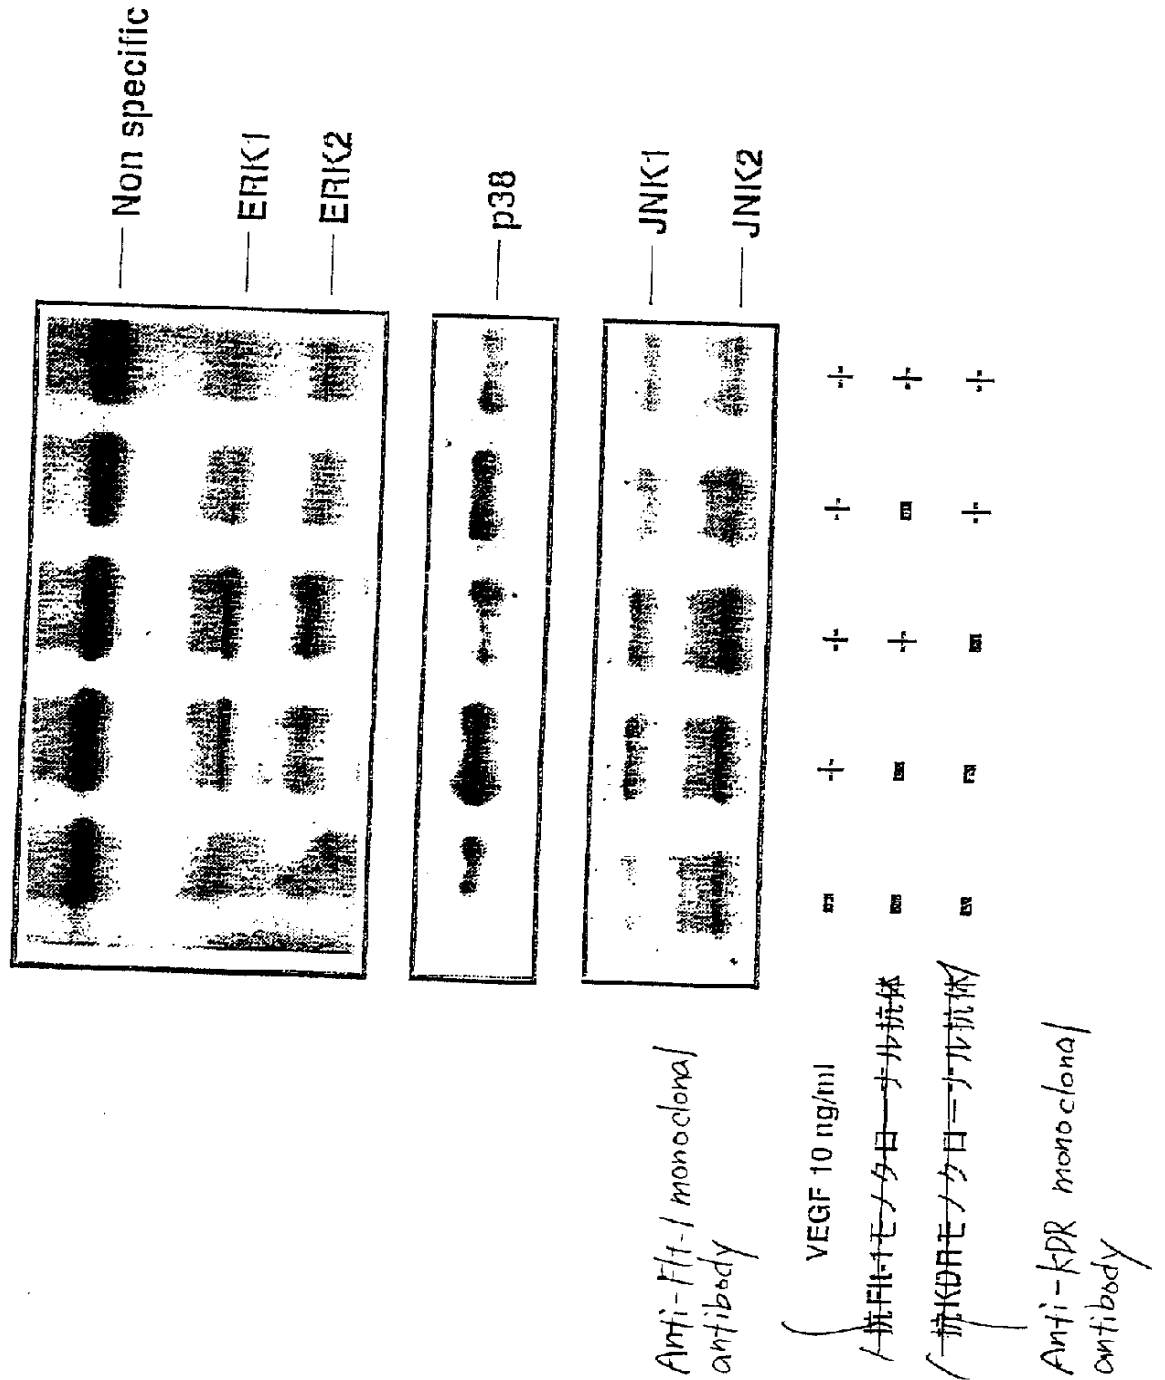 Non specific
ERK1
ERK2
p38
JNK1
JNK2
Anti-Flt-1 monoclonal
antibody
VEGF 10 ng/ml - + + + +
抗Flt-1モノクローナル抗体 - - + - +
抗KDRモノクローナル抗体 - - - + +
Anti-KDR monoclonal
antibody